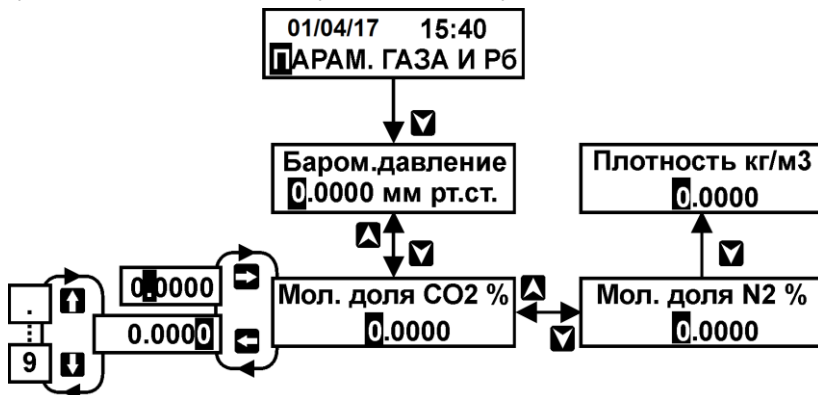 01/04/17 15:40
ПАРАМ. ГАЗА И Рб
Баром.давление
0.0000 мм рт.ст.
Плотность кг/м3
0.0000
0.0000
0.0000
Мол. доля CO2 %
0.0000
Мол. доля N2 %
0.0000
.
9